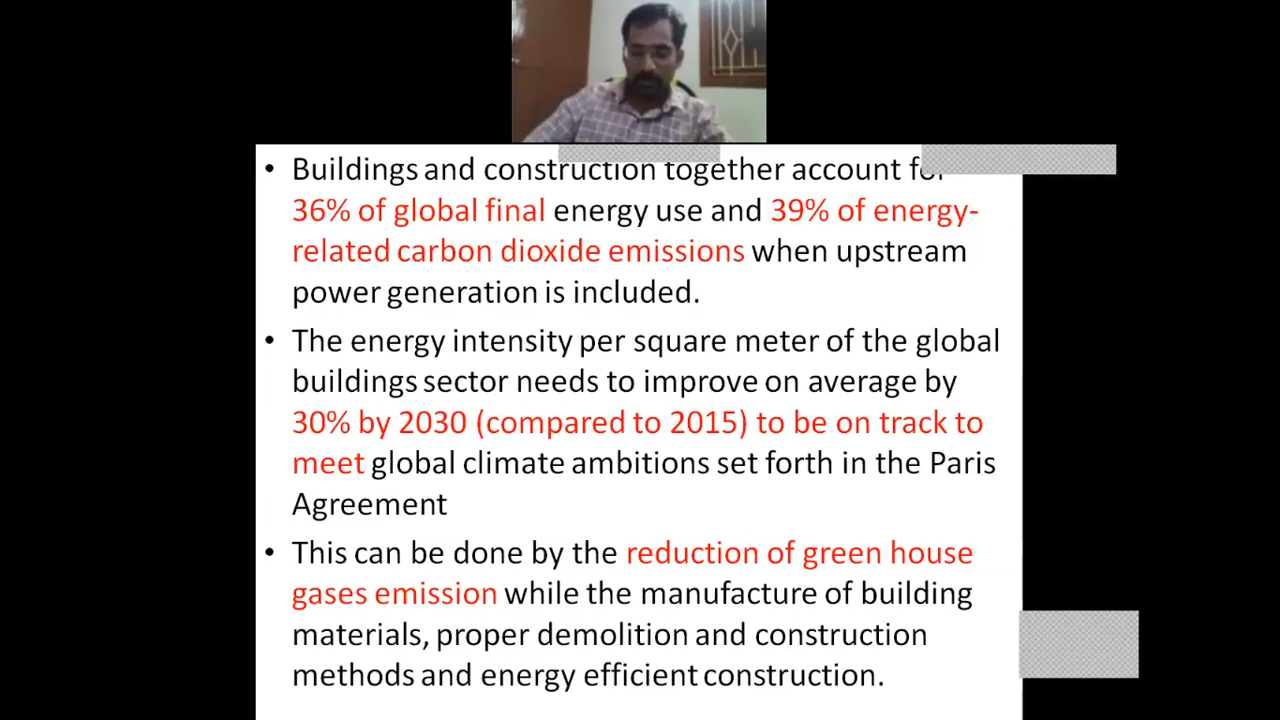 • Buildings and construction together account for
36% of global final energy use and 39% of energy-
related carbon dioxide emissions when upstream
power generation is included.
• The energy intensity per square meter of the global
buildings sector needs to improve on average by
30% by 2030 (compared to 2015) to be on track to
meet global climate ambitions set forth in the Paris
Agreement
• This can be done by the reduction of green house
gases emission while the manufacture of building
materials, proper demolition and construction
methods and energy efficient construction.